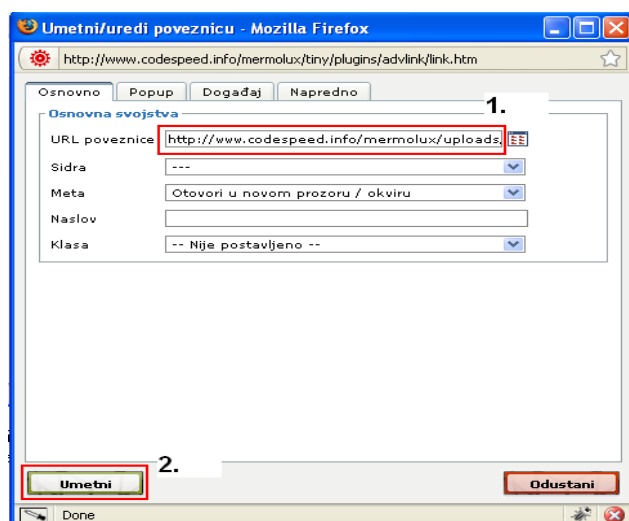 Umetni/uredi poveznicu - Mozilla Firefox
http://www.codespeed.info/mermolux/tiny/plugins/advlink/link.htm
Osnovno Popup Događaj Napredno
1.
Osnovna svojstva
URL poveznice http://www.codespeed.info/mermolux/uploads/
Sidra ---
Meta Otovori u novom prozoru / okviru
Naslov
Klasa -- Nije postavljeno --
2.
Umetni Odustani
Done